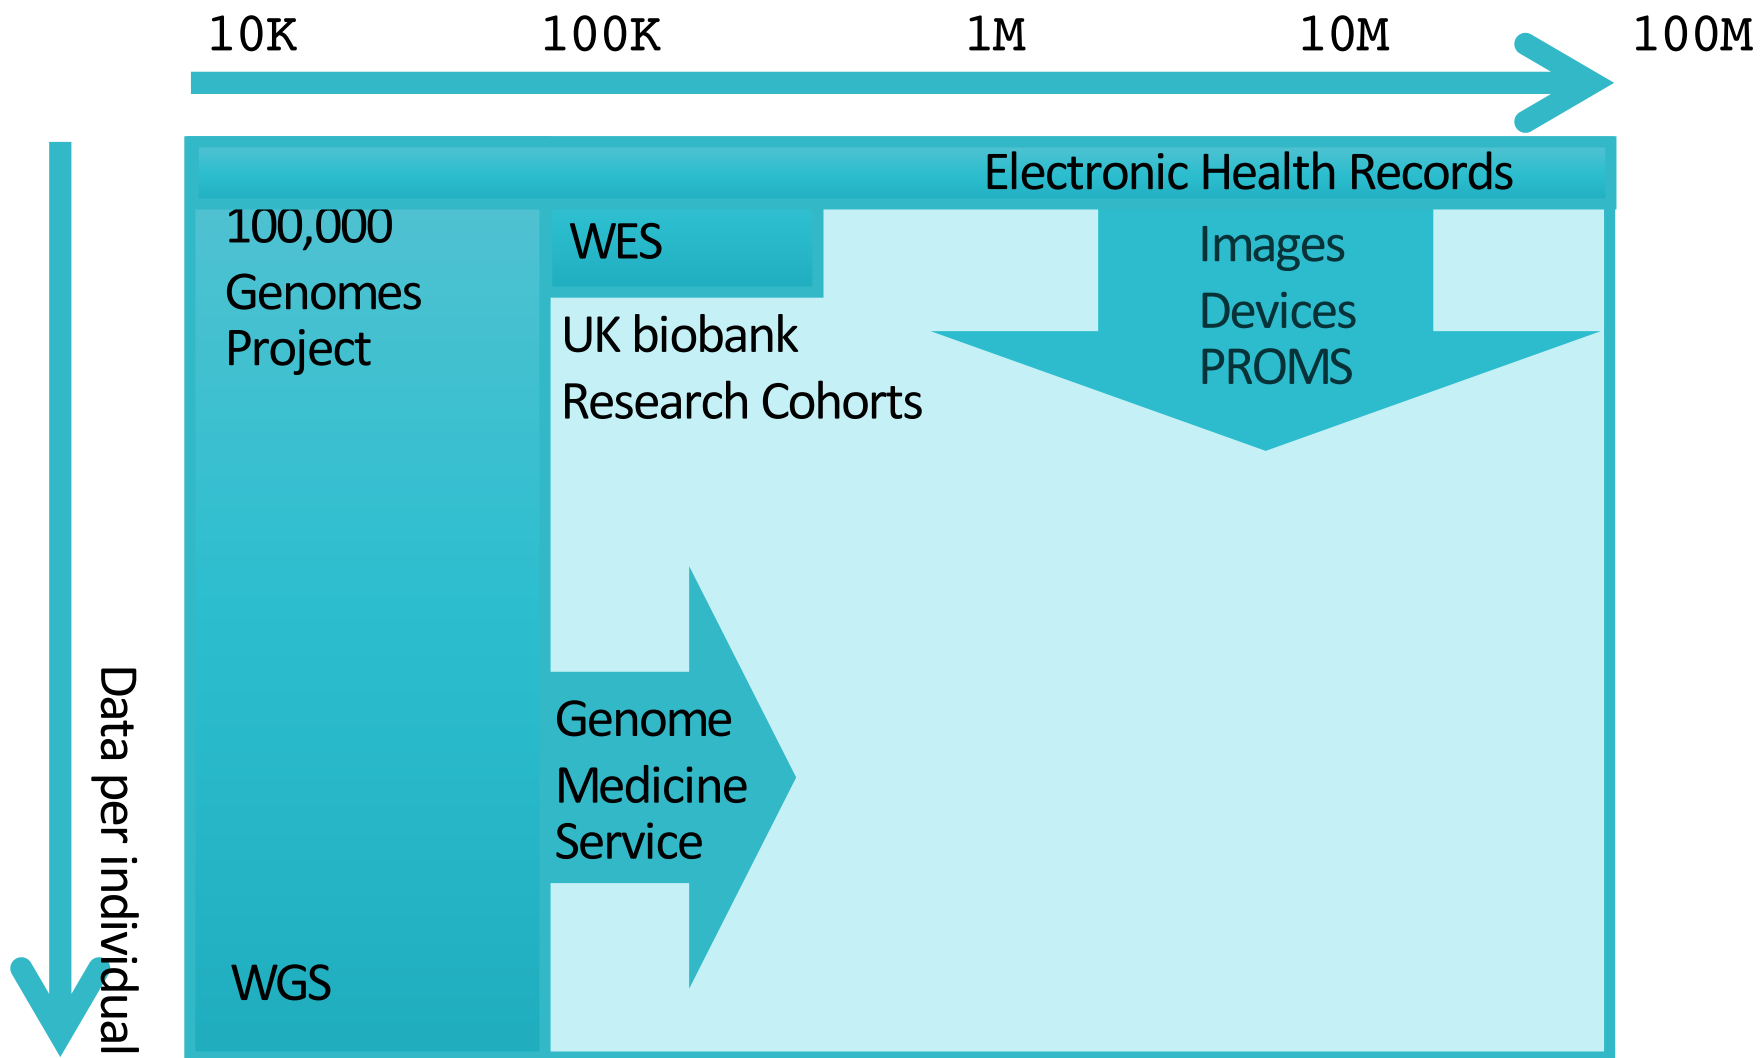 10K 100K 1M 10M 100M
Electronic Health Records
100,000
Genomes
Project
WES
UK biobank
Research Cohorts
Images
Devices
PROMS
Genome
Medicine
Service
WGS
Data per individual